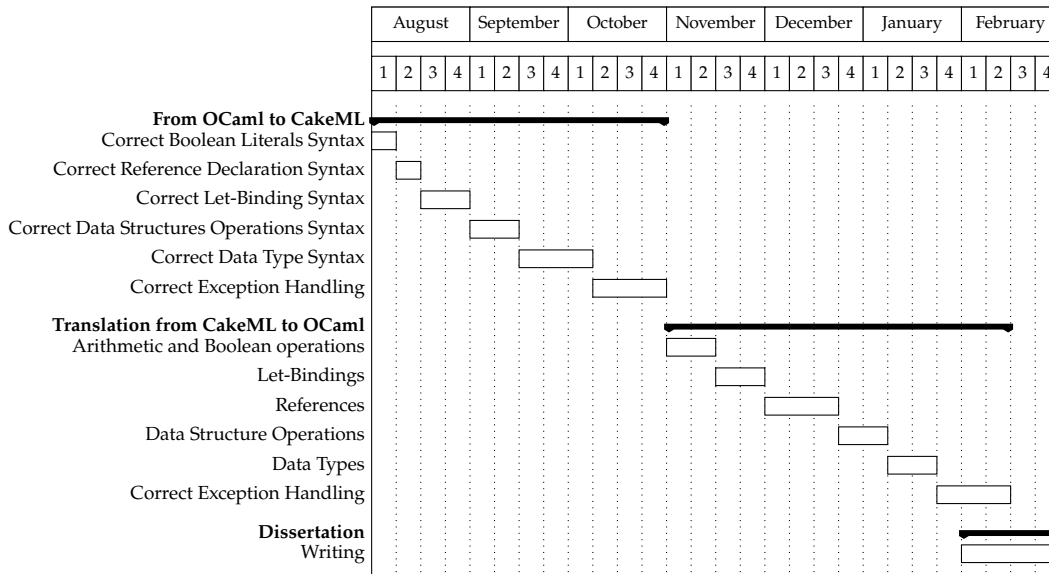 August September October November December January February
1 2 3 4 1 2 3 4 1 2 3 4 1 2 3 4 1 2 3 4 1 2 3 4 1 2 3 4
From OCaml to CakeML
Correct Boolean Literals Syntax
Correct Reference Declaration Syntax
Correct Let-Binding Syntax
Correct Data Structures Operations Syntax
Correct Data Type Syntax
Correct Exception Handling
Translation from CakeML to OCaml
Arithmetic and Boolean operations
Let-Bindings
References
Data Structure Operations
Data Types
Correct Exception Handling
Dissertation
Writing